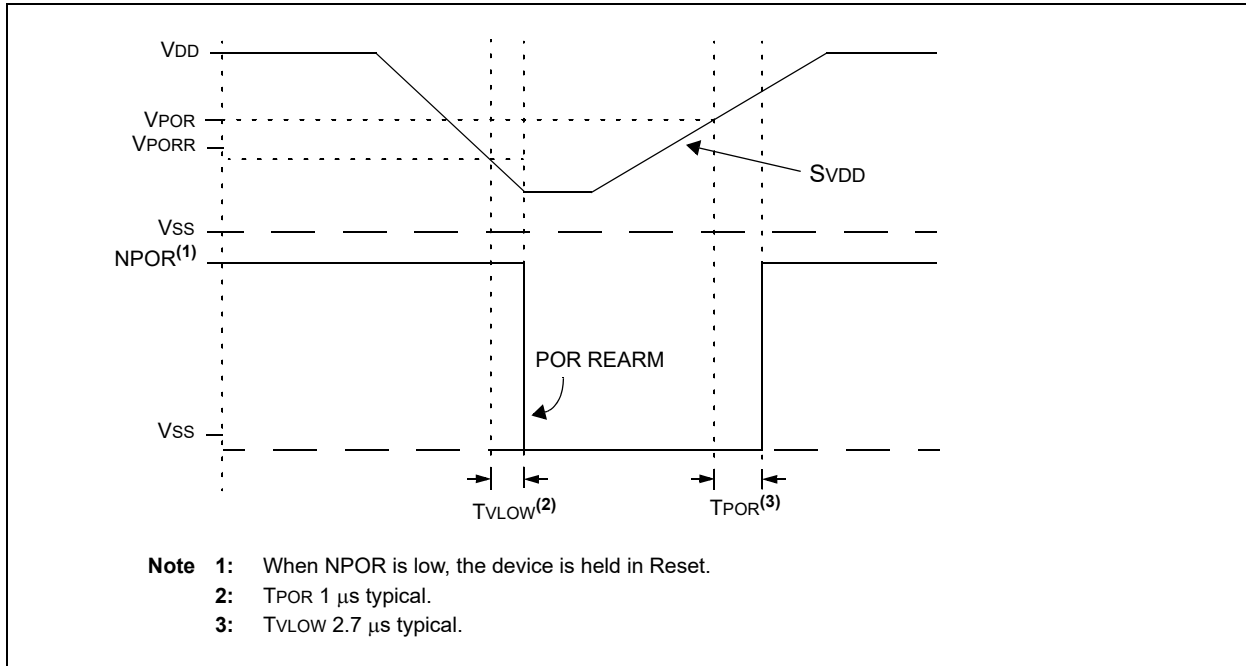 VDD
VPOR
VPORR
SVDD
VSS
NPOR(1)
POR REARM
VSS
TVLOW(2)
TPOR(3)
Note 1: When NPOR is low, the device is held in Reset.
2: TPOR 1 μs typical.
3: TVLOW 2.7 μs typical.